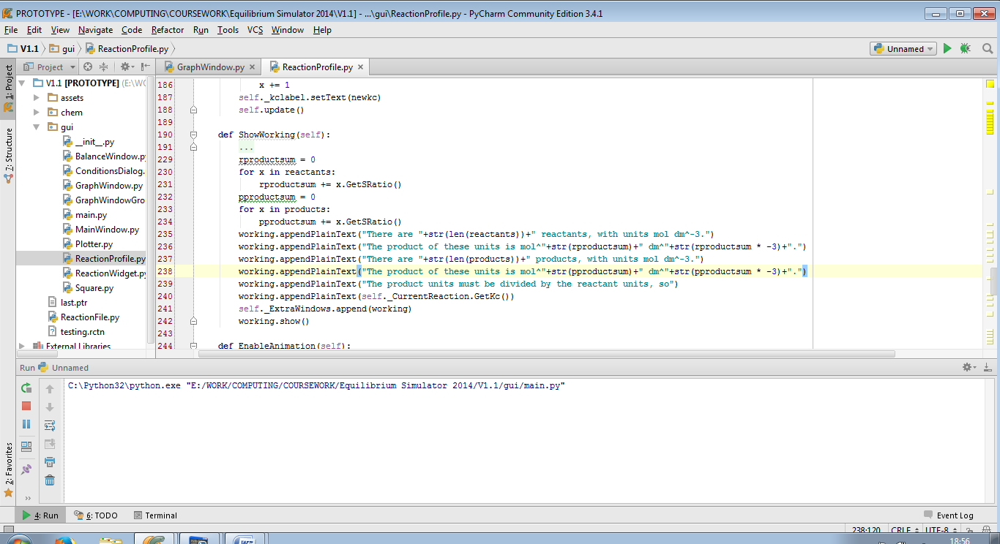 PROTOTYPE - [E:\WORK\COMPUTING\COURSEWORK\Equilibrium Simulator 2014\V1.1] - ...\gui\ReactionProfile.py - PyCharm Community Edition 3.4.1
File Edit View Navigate Code Refactor Run Tools VCS Window Help
V1.1 gui ReactionProfile.py Unnamed
1: Project
7: Structure
2: Favorites
Project
V1.1 [PROTOTYPE] (E:\WO
assets
chem
gui
__init__.py
BalanceWindow.py
ConditionsDialog.
GraphWindow.py
GraphWindowGro
main.py
MainWindow.py
Plotter.py
ReactionProfile.py
ReactionWidget.py
Square.py
last.ptr
ReactionFile.py
testing.rctn
External Libraries
GraphWindow.py ReactionProfile.py
186 x += 1
187 self._kclabel.setText(newkc)
188 self.update()
189
190 def ShowWorking(self):
191 ...
229 rproductsum = 0
230 for x in reactants:
231 rproductsum += x.GetSRatio()
232 pproductsum = 0
233 for x in products:
234 pproductsum += x.GetSRatio()
235 working.appendPlainText("There are "+str(len(reactants))+" reactants, with units mol dm^-3.")
236 working.appendPlainText("The product of these units is mol^"+str(rproductsum)+" dm^"+str(rproductsum * -3)+".")
237 working.appendPlainText("There are "+str(len(products))+" products, with units mol dm^-3.")
238 working.appendPlainText("The product of these units is mol^"+str(pproductsum)+" dm^"+str(pproductsum * -3)+".")
239 working.appendPlainText("The product units must be divided by the reactant units, so")
240 working.appendPlainText(self._CurrentReaction.GetKc())
241 self._ExtraWindows.append(working)
242 working.show()
243
244 def EnableAnimation(self):
Run Unnamed
C:\Python32\python.exe "E:/WORK/COMPUTING/COURSEWORK/Equilibrium Simulator 2014/V1.1/gui/main.py"
4: Run 6: TODO Terminal Event Log
238:120 CRLF UTF-8
18:56